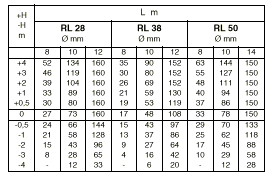 +H
-H
m
L m
RL 28
Ø mm
RL 38
Ø mm
RL 50
Ø mm
8 10 12 8 10 12 8 10 14
+4 52 134 160 35 90 152 63 144 150
+3 46 119 160 30 80 152 55 127 150
+2 39 104 160 26 69 152 48 111 150
+1 33 89 160 21 59 130 40 94 150
+0,5 30 80 160 19 53 119 37 86 150
0 27 73 160 17 48 108 33 78 150
-0,5 24 66 144 15 43 97 29 70 133
-1 21 58 128 13 37 86 25 62 118
-2 15 43 96 9 27 64 17 45 88
-3 8 28 65 4 16 42 10 29 58
-4 - 12 33 - 6 20 - 12 28